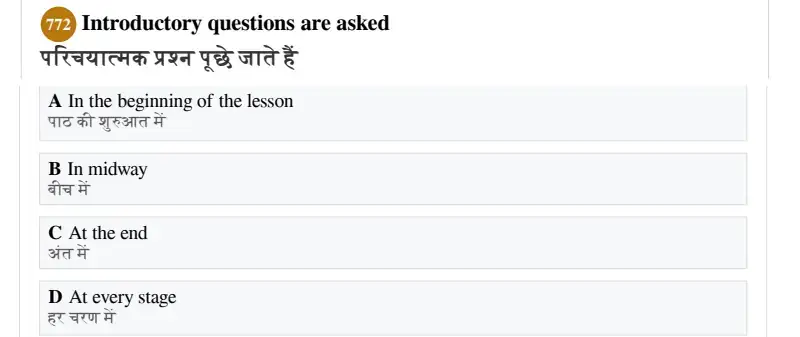 772 Introductory questions are asked
परिचयात्मक प्रश्न पूछे जाते हैं
A In the beginning of the lesson
पाठ की शुरुआत में
B In midway
बीच में
C At the end
अंत में
D At every stage
हर चरण में